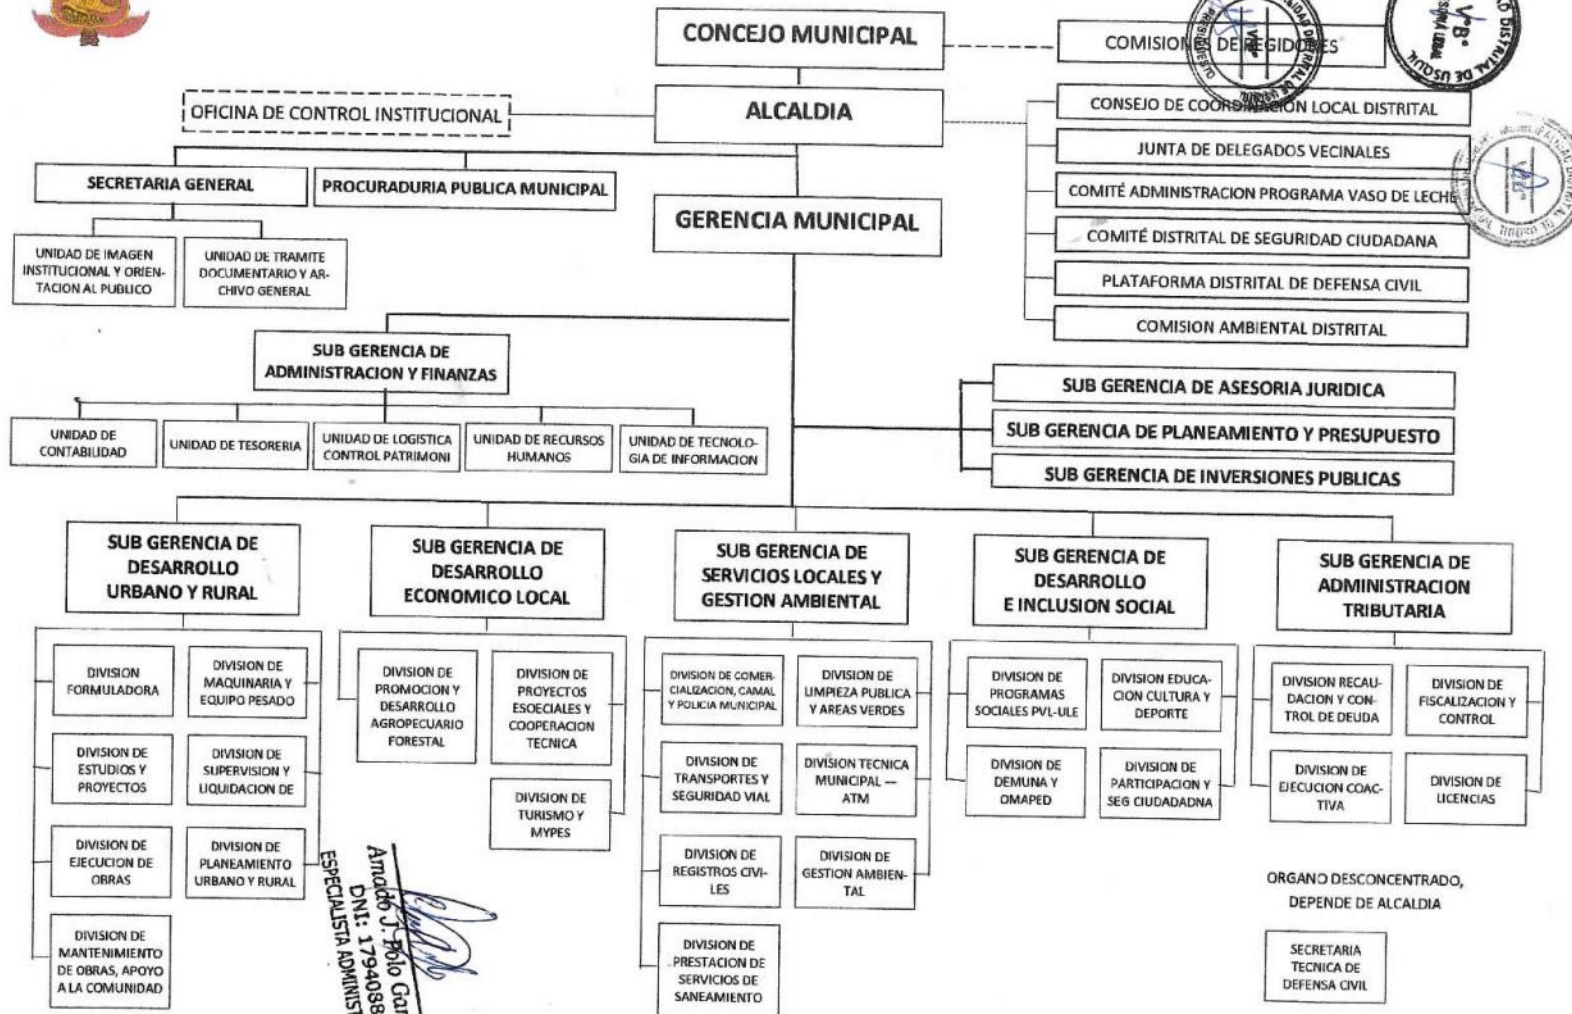 CONCEJO MUNICIPAL
COMISIONES DE REGIDORES
ALCALDIA
OFICINA DE CONTROL INSTITUCIONAL
CONSEJO DE COORDINACION LOCAL DISTRITAL
JUNTA DE DELEGADOS VECINALES
COMITÉ ADMINISTRACION PROGRAMA VASO DE LECHE
COMITÉ DISTRITAL DE SEGURIDAD CIUDADANA
PLATAFORMA DISTRITAL DE DEFENSA CIVIL
COMISION AMBIENTAL DISTRITAL
SECRETARIA GENERAL
PROCURADURIA PUBLICA MUNICIPAL
GERENCIA MUNICIPAL
UNIDAD DE IMAGEN
INSTITUCIONAL Y ORIEN-
TACION AL PUBLICO
UNIDAD DE TRAMITE
DOCUMENTARIO Y AR-
CHIVO GENERAL
SUB GERENCIA DE
ADMINISTRACION Y FINANZAS
UNIDAD DE
CONTABILIDAD
UNIDAD DE TESORERIA
UNIDAD DE LOGISTICA
CONTROL PATRIMONI
UNIDAD DE RECURSOS
HUMANOS
UNIDAD DE TECNOLO-
GIA DE INFORMACION
SUB GERENCIA DE ASESORIA JURIDICA
SUB GERENCIA DE PLANEAMIENTO Y PRESUPUESTO
SUB GERENCIA DE INVERSIONES PUBLICAS
SUB GERENCIA DE
DESARROLLO
URBANO Y RURAL
DIVISION
FORMULADORA
DIVISION DE
MAQUINARIA Y
EQUIPO PESADO
DIVISION DE
ESTUDIOS Y
PROYECTOS
DIVISION DE
SUPERVISION Y
LIQUIDACION DE
DIVISION DE
EJECUCION DE
OBRAS
DIVISION DE
PLANEAMIENTO
URBANO Y RURAL
DIVISION DE
MANTENIMIENTO
DE OBRAS, APOYO
A LA COMUNIDAD
SUB GERENCIA DE
DESARROLLO
ECONOMICO LOCAL
DIVISION DE
PROMOCION Y
DESARROLLO
AGROPECUARIO
FORESTAL
DIVISION DE
PROYECTOS
ESOECIALES Y
COOPERACION
TECNICA
DIVISION DE
TURISMO Y
MYPES
SUB GERENCIA DE
SERVICIOS LOCALES Y
GESTION AMBIENTAL
DIVISION DE COMER-
CIALIZACION, CAMAL
Y POLICIA MUNICIPAL
DIVISION DE
LIMPIEZA PUBLICA
Y AREAS VERDES
DIVISION DE
TRANSPORTES Y
SEGURIDAD VIAL
DIVISION TECNICA
MUNICIPAL —
ATM
DIVISION DE
REGISTROS CIVI-
LES
DIVISION DE
GESTION AMBIEN-
TAL
DIVISION DE
PRESTACION DE
SERVICIOS DE
SANEAMIENTO
SUB GERENCIA DE
DESARROLLO
E INCLUSION SOCIAL
DIVISION DE
PROGRAMAS
SOCIALES PVL-ULE
DIVISION EDUCA-
CION CULTURA Y
DEPORTE
DIVISION DE
DEMUNA Y
OMAPED
DIVISION DE
PARTICIPACION Y
SEG CIUDADADNA
SUB GERENCIA DE
ADMINISTRACION
TRIBUTARIA
DIVISION RECAU-
DACION Y CON-
TROL DE DEUDA
DIVISION DE
FISCALIZACION Y
CONTROL
DIVISION DE
EJECUCION COAC-
TIVA
DIVISION DE
LICENCIAS
ORGANO DESCONCENTRADO,
DEPENDE DE ALCALDIA
SECRETARIA
TECNICA DE
DEFENSA CIVIL
Amado J. Polo Gar
DNI: 1794088
ESPECIALISTA ADMINIST
DISTRITAL DE USQUIL
V°B°